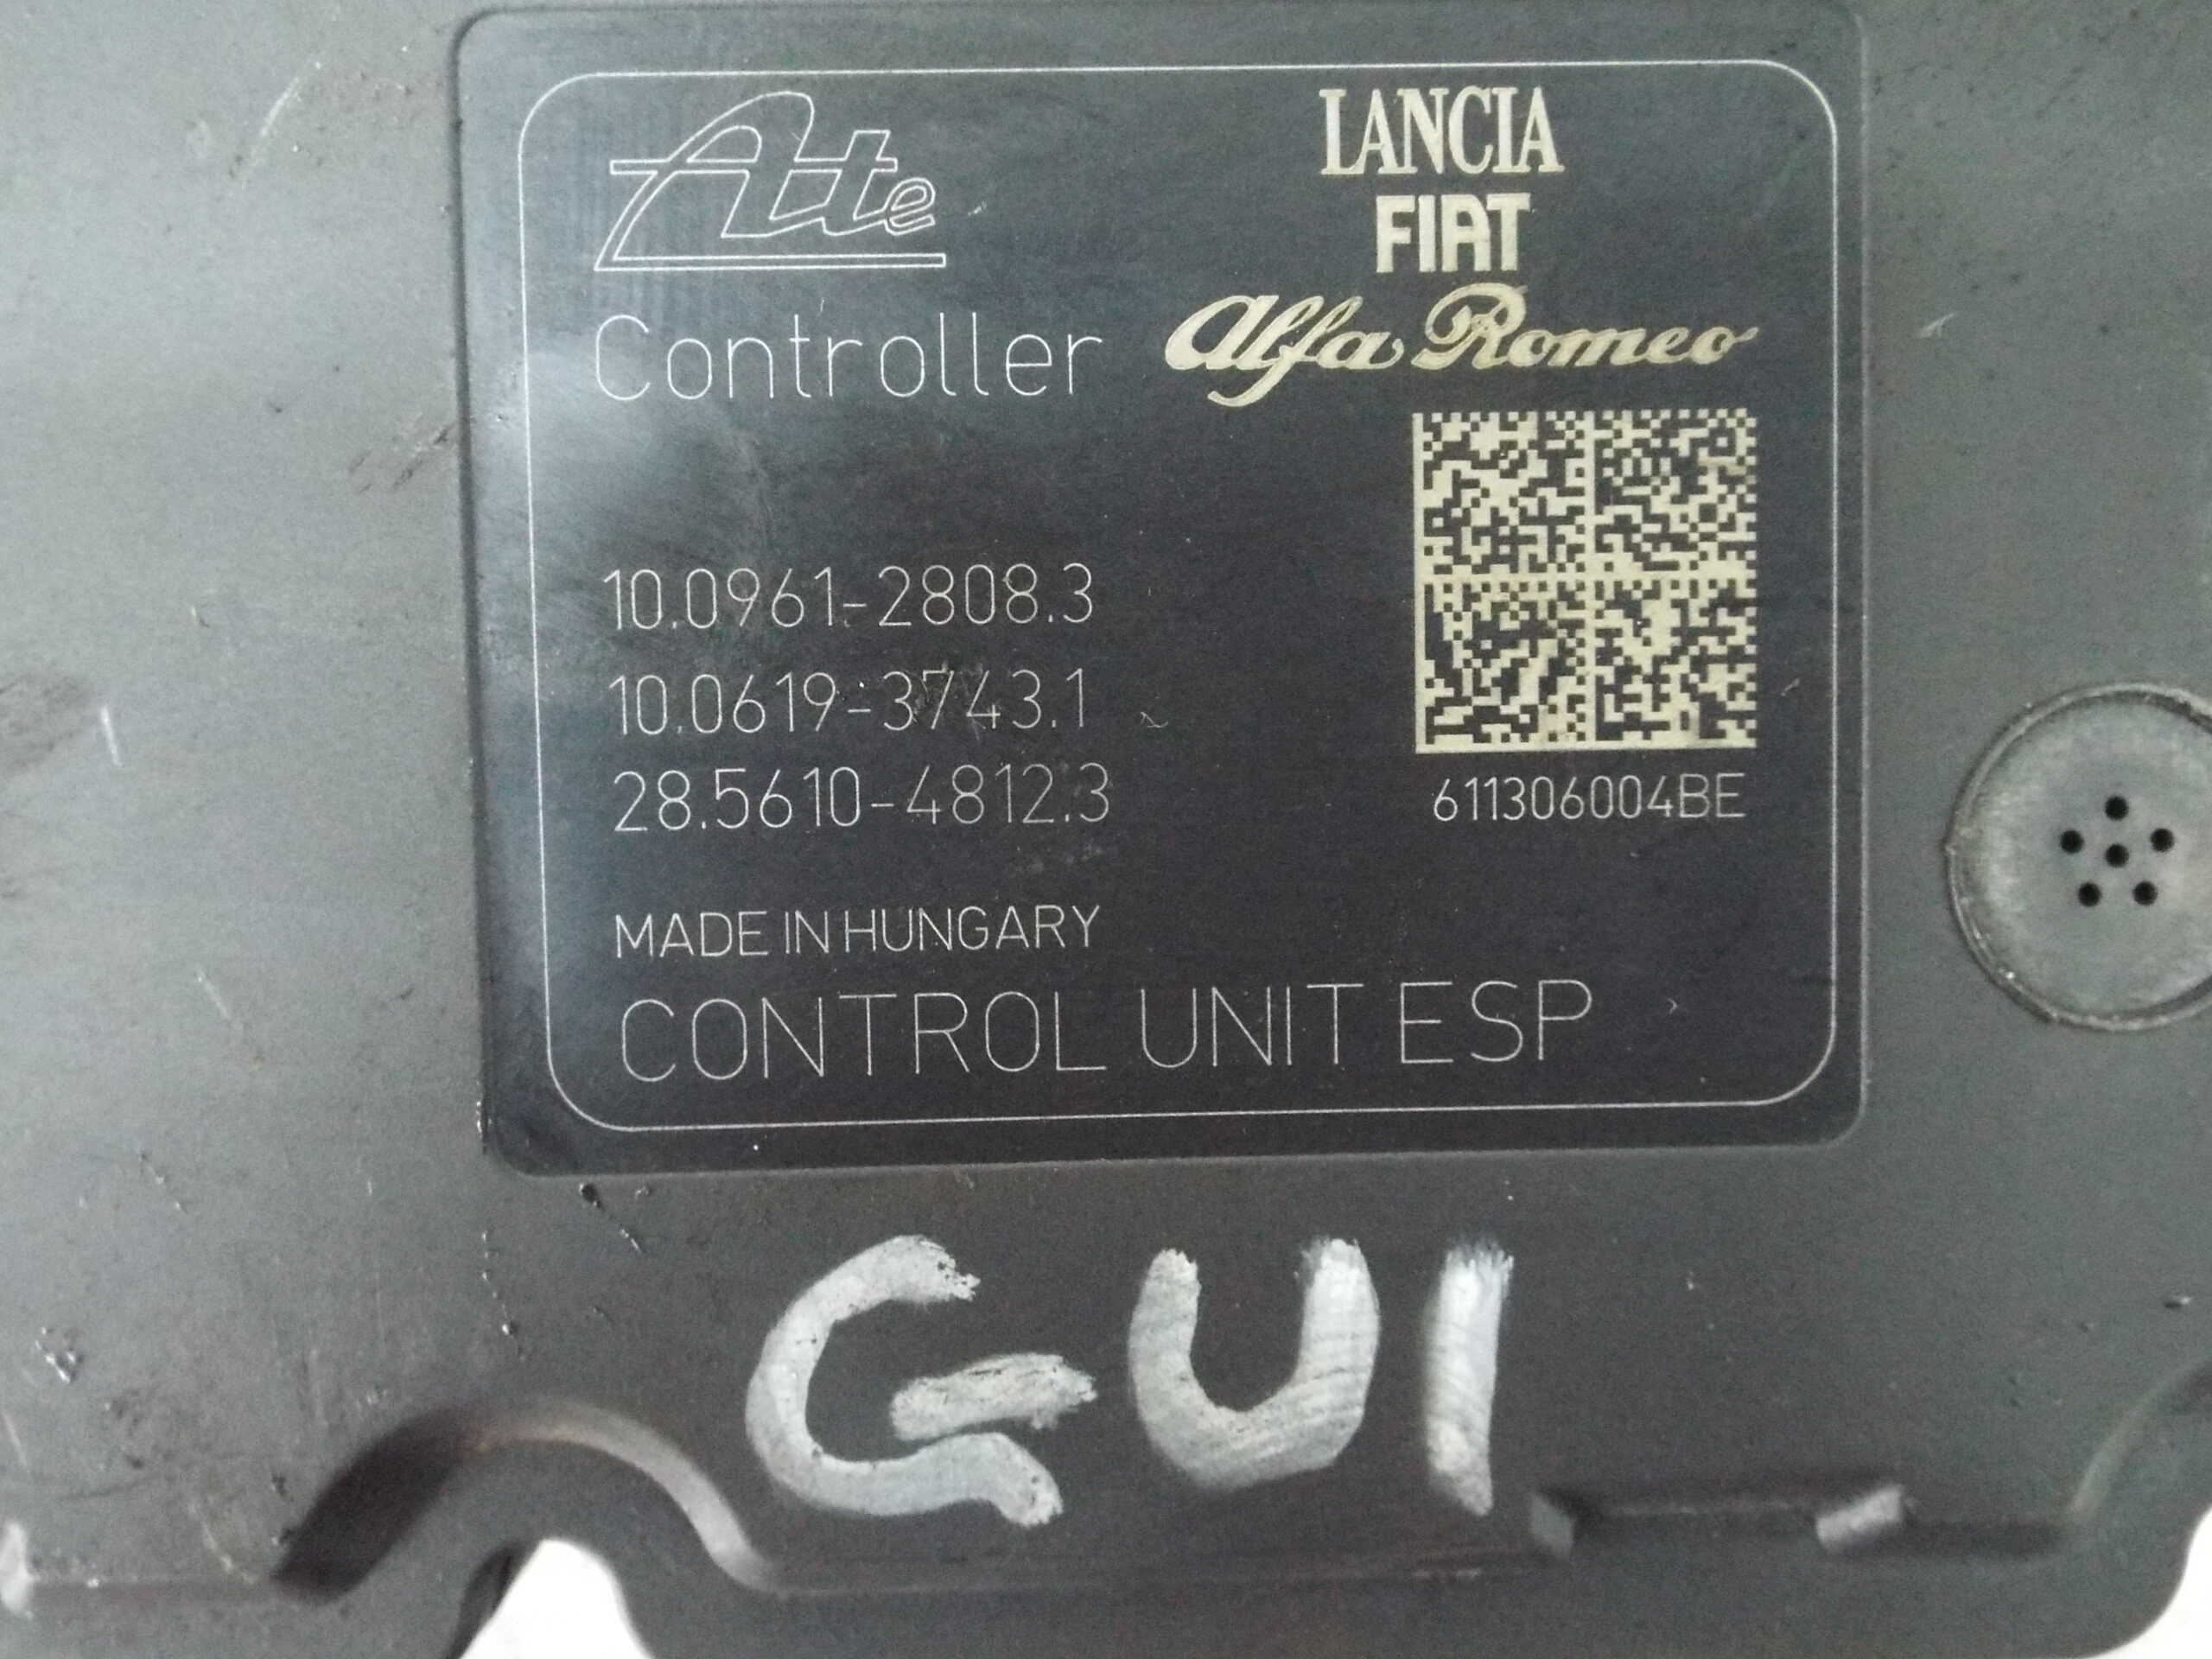 Ate
LANCIA
FIAT
Alfa Romeo
Controller
10.0961-2808.3
10.0619-3743.1
28.5610-4812.3
611306004BE
MADE IN HUNGARY
CONTROL UNIT ESP
GUI